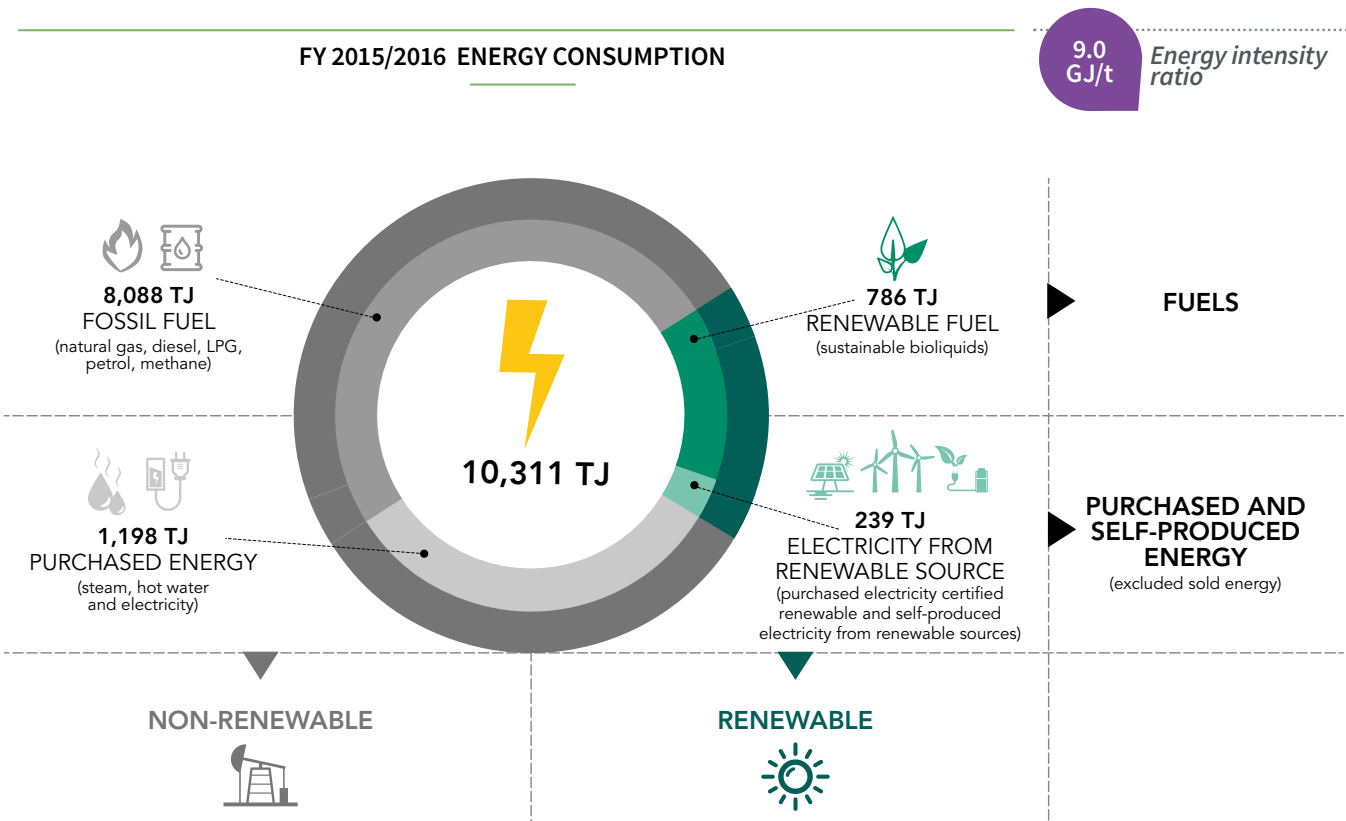 FY 2015/2016 ENERGY CONSUMPTION
9.0
GJ/t
Energy intensity
ratio
8,088 TJ
FOSSIL FUEL
(natural gas, diesel, LPG,
petrol, methane)
786 TJ
RENEWABLE FUEL
(sustainable bioliquids)
FUELS
10,311 TJ
1,198 TJ
PURCHASED ENERGY
(steam, hot water
and electricity)
239 TJ
ELECTRICITY FROM
RENEWABLE SOURCE
(purchased electricity certified
renewable and self-produced
electricity from renewable sources)
PURCHASED AND
SELF-PRODUCED
ENERGY
(excluded sold energy)
NON-RENEWABLE
RENEWABLE